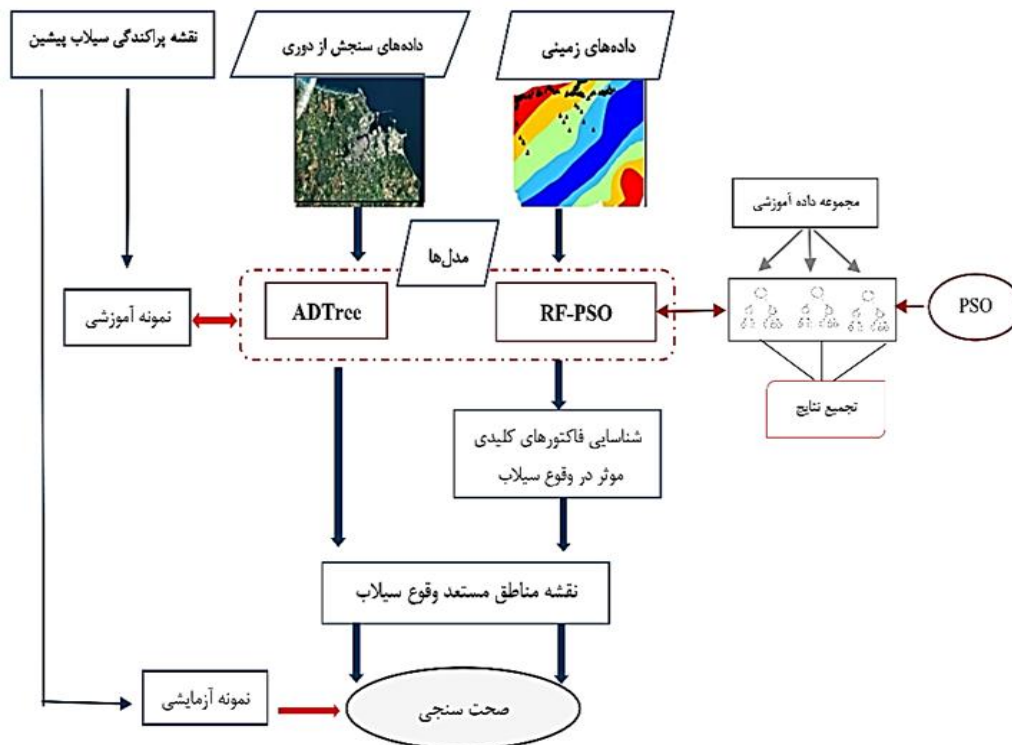 نقشه پراکندگی سیلاب پیشین
داده‌های سنجش از دوری
داده‌های زمینی
مجموعه داده آموزشی
مدل‌ها
نمونه آموزشی
ADTree
RF-PSO
PSO
تجمیع نتایج
شناسایی فاکتورهای کلیدی
موثر در وقوع سیلاب
نقشه مناطق مستعد وقوع سیلاب
نمونه آزمایشی
صحت سنجی